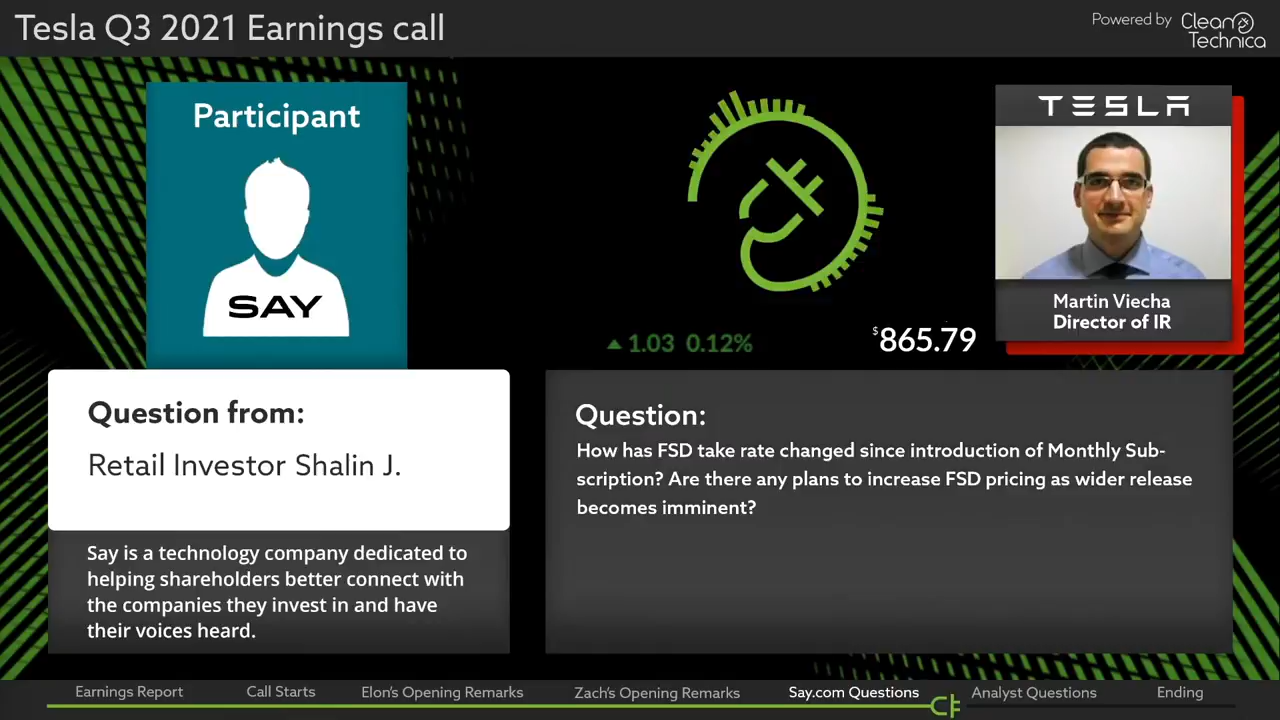 Tesla Q3 2021 Earnings call
Powered by
CleanTechnica
Participant
SAY
TESLA
Martin Viecha
Director of IR
1.03 0.12%
$865.79
Question from:
Retail Investor Shalin J.
Say is a technology company dedicated to
helping shareholders better connect with
the companies they invest in and have
their voices heard.
Question:
How has FSD take rate changed since introduction of Monthly Sub-
scription? Are there any plans to increase FSD pricing as wider release
becomes imminent?
Earnings Report
Call Starts
Elon's Opening Remarks
Zach's Opening Remarks
Say.com Questions
Analyst Questions
Ending